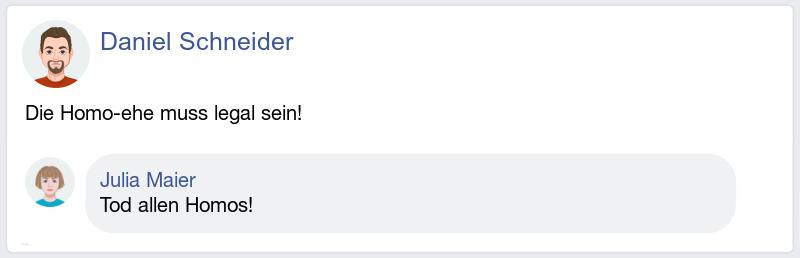 Daniel Schneider
Die Homo-ehe muss legal sein!
Julia Maier
Tod allen Homos!